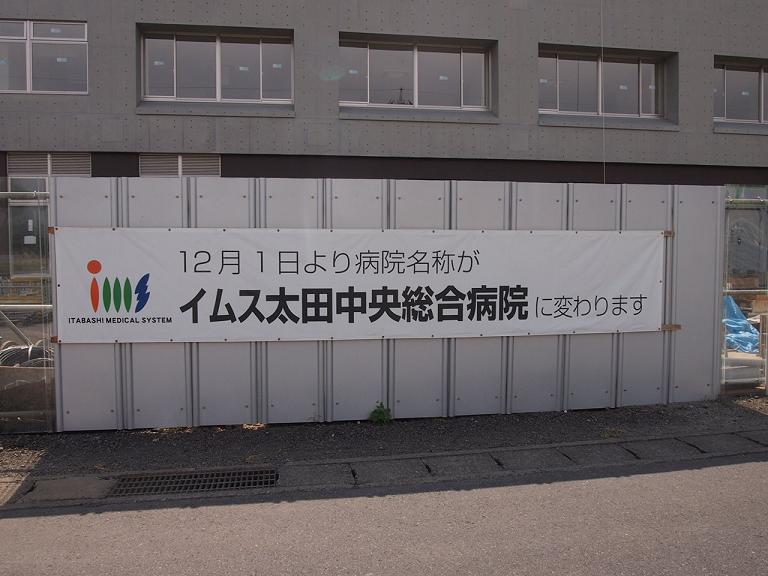 12月1日より病院名称が
イムス太田中央総合病院に変わります
ims
ITABASHI MEDICAL SYSTEM